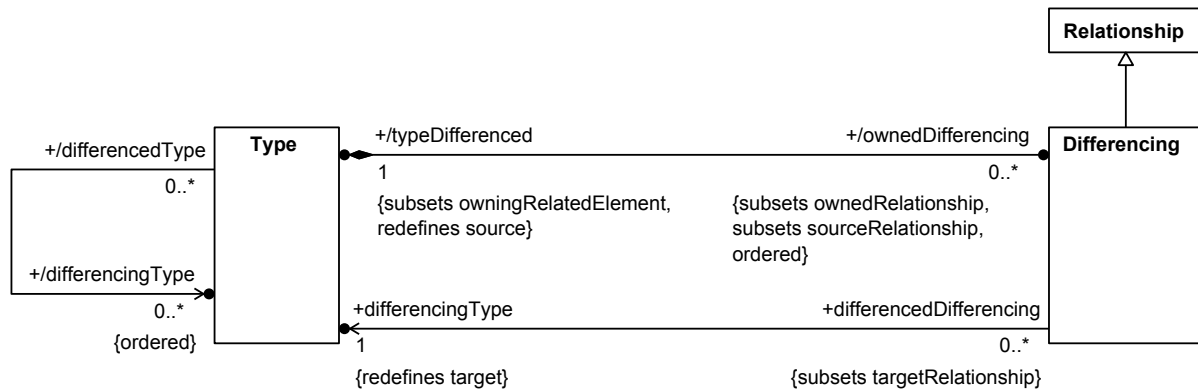 Relationship
+/differencedType
Type
+/typeDifferenced
+/ownedDifferencing
Differencing
0..*
1
0..*
{subsets owningRelatedElement,
redefines source}
{subsets ownedRelationship,
subsets sourceRelationship,
ordered}
+/differencingType
0..*
{ordered}
+differencingType
+differencedDifferencing
1
0..*
{redefines target}
{subsets targetRelationship}